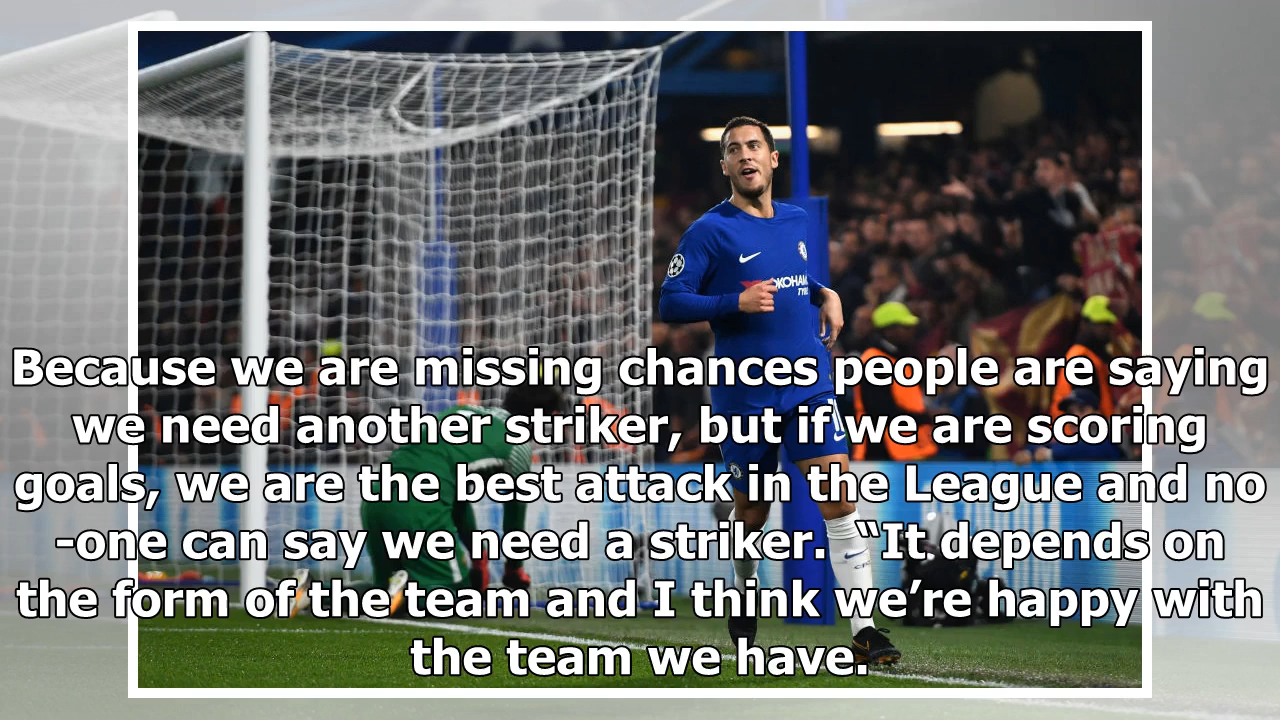 YOKOHAMA
TYRES
Because we are missing chances people are saying
we need another striker, but if we are scoring
goals, we are the best attack in the League and no
-one can say we need a striker.  “It depends on
the form of the team and I think we’re happy with
the team we have.